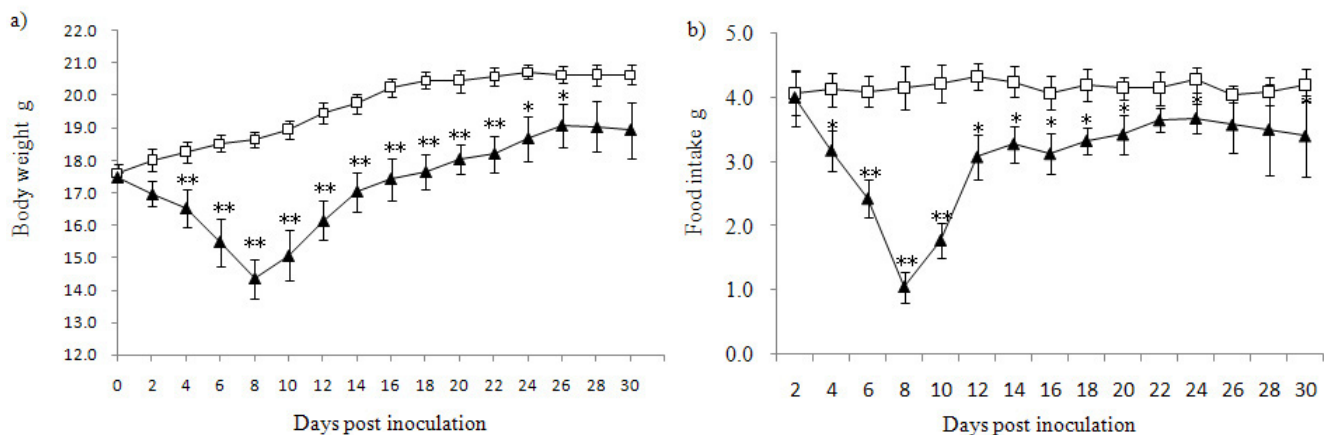 a)
22.0
21.0
20.0
19.0
18.0
17.0
16.0
15.0
14.0
13.0
12.0
Body weight g
** ** ** ** ** ** ** ** ** ** * *
0 2 4 6 8 10 12 14 16 18 20 22 24 26 28 30
Days post inoculation
b)
5.0
4.0
3.0
2.0
1.0
0.0
Food intake g
* ** ** ** * * * * * * *
2 4 6 8 10 12 14 16 18 20 22 24 26 28 30
Days post inoculation